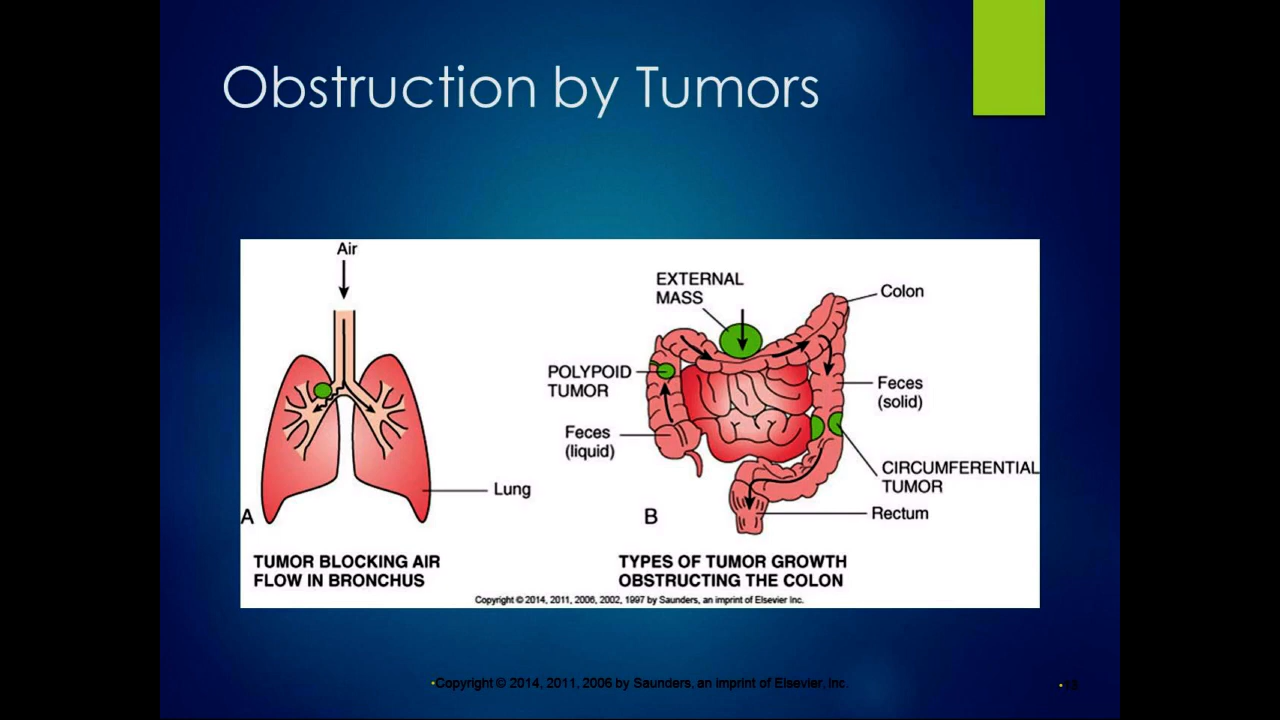 Obstruction by Tumors
Air
Lung
A
TUMOR BLOCKING AIR
FLOW IN BRONCHUS
EXTERNAL
MASS
Colon
POLYPOID
TUMOR
Feces
(solid)
Feces
(liquid)
CIRCUMFERENTIAL
TUMOR
Rectum
B
TYPES OF TUMOR GROWTH
OBSTRUCTING THE COLON
Copyright © 2014, 2011, 2006, 2002, 1997 by Saunders, an imprint of Elsevier Inc.
•Copyright © 2014, 2011, 2006 by Saunders, an imprint of Elsevier, Inc.